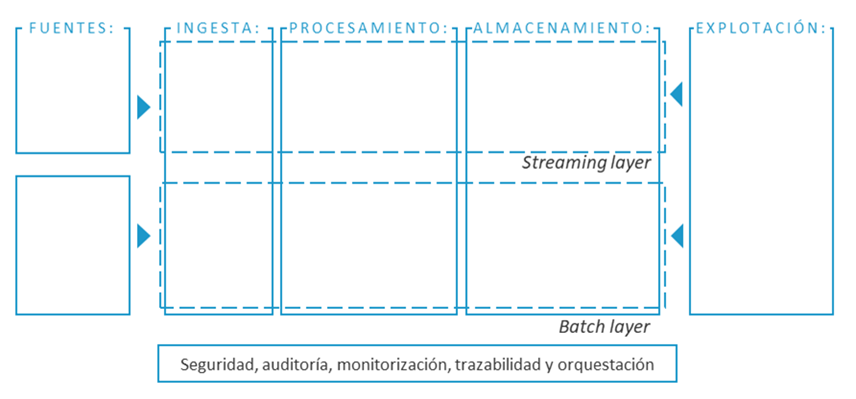 FUENTES: INGESTA: PROCESAMIENTO: ALMACENAMIENTO: EXPLOTACIÓN:
Streaming layer
Batch layer
Seguridad, auditoría, monitorización, trazabilidad y orquestación